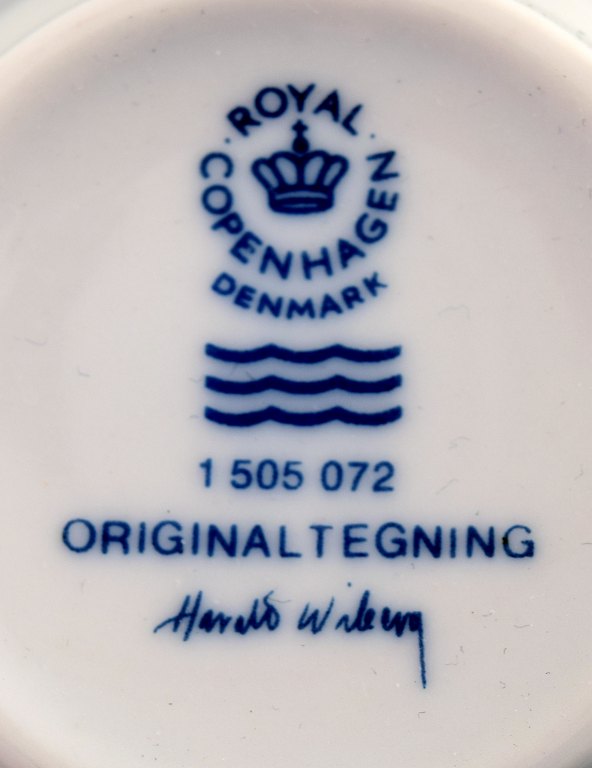 ROYAL
COPENHAGEN
DENMARK
1 505 072
ORIGINALTEGNING
Harald Wiberg